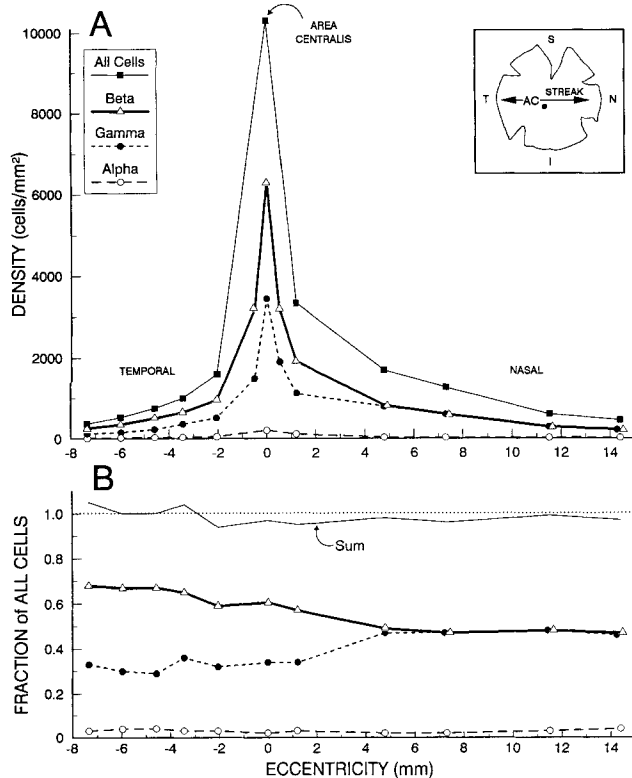 A
AREA
CENTRALIS
All Cells
Beta
Gamma
Alpha
S
T
AC
STREAK
N
I
DENSITY (cells/mm²)
10000
8000
6000
4000
2000
0
TEMPORAL
NASAL
-8 -6 -4 -2 0 2 4 6 8 10 12 14
B
FRACTION of ALL CELLS
1.0
0.8
0.6
0.4
0.2
0
Sum
-8 -6 -4 -2 0 2 4 6 8 10 12 14
ECCENTRICITY (mm)